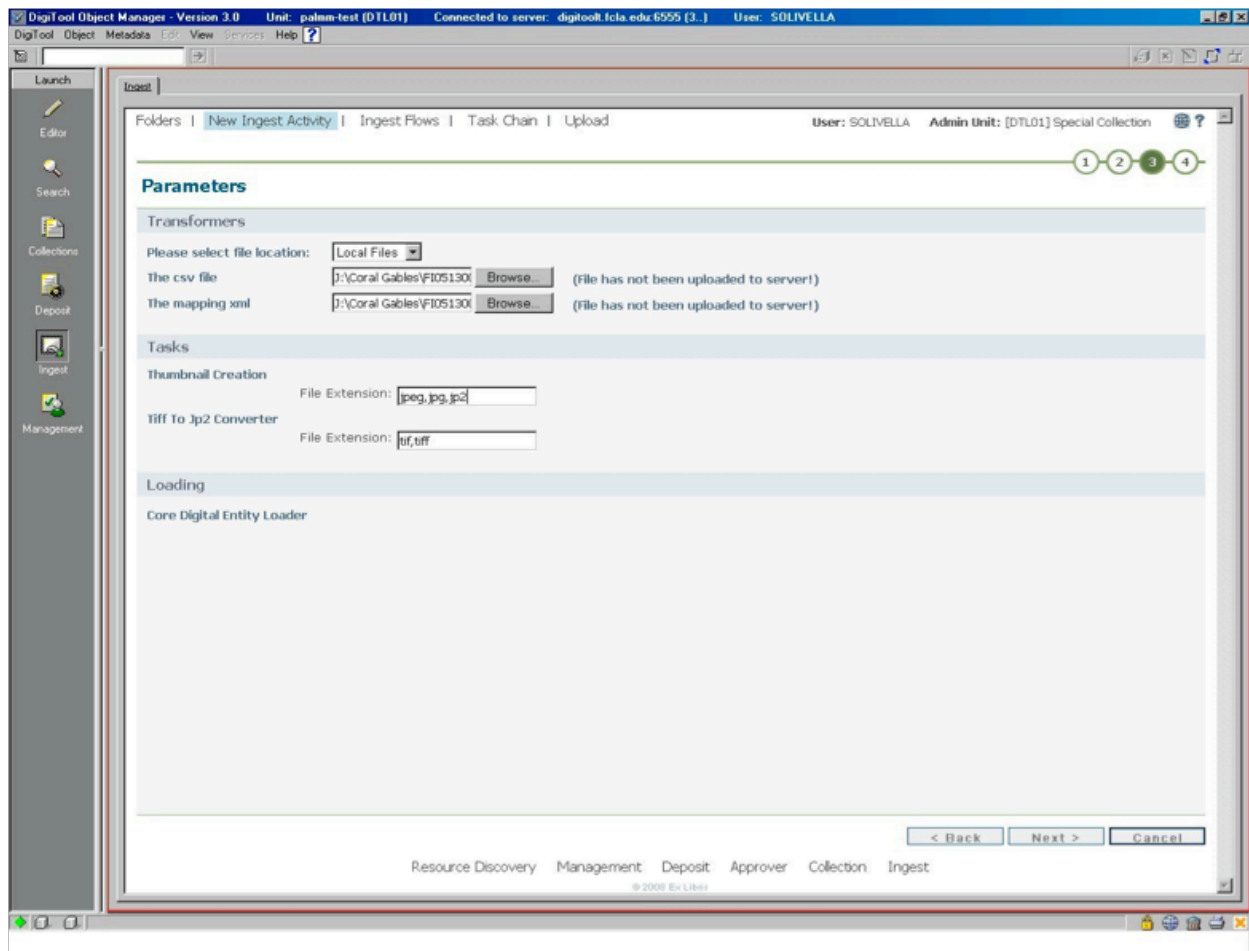 DigiTool Object Manager - Version 3.0 Unit: palmm-test (DTL01) Connected to server: digitoolt.fcla.edu:6555 (3..) User: SOLIVELLA
DigiTool Object Metadata Edit View Services Help ?
Launch
Ingest
Folders | New Ingest Activity | Ingest Flows | Task Chain | Upload User: SOLIVELLA Admin Unit: [DTL01] Special Collection ?
1 2 3 4
Editor
Parameters
Search
Transformers
Please select file location: Local Files
Collections
The csv file J:\Coral Gables\FI05130( Browse... (File has not been uploaded to server!)
The mapping xml J:\Coral Gables\FI05130( Browse... (File has not been uploaded to server!)
Deposit
Tasks
Ingest
Thumbnail Creation
File Extension: jpeg,jpg,jp2
Tiff To Jp2 Converter
Management
File Extension: tif,tiff
Loading
Core Digital Entity Loader
< Back Next > Cancel
Resource Discovery Management Deposit Approver Collection Ingest
© 2008 Ex Libris